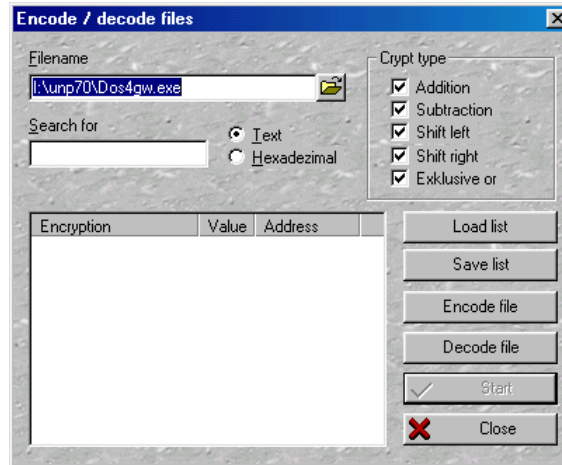 Encode / decode files
Filename
I:\unp70\Dos4gw.exe
Search for
Text
Hexadezimal
Crypt type
Addition
Subtraction
Shift left
Shift right
Exklusive or
Encryption Value Address
Load list
Save list
Encode file
Decode file
Start
Close